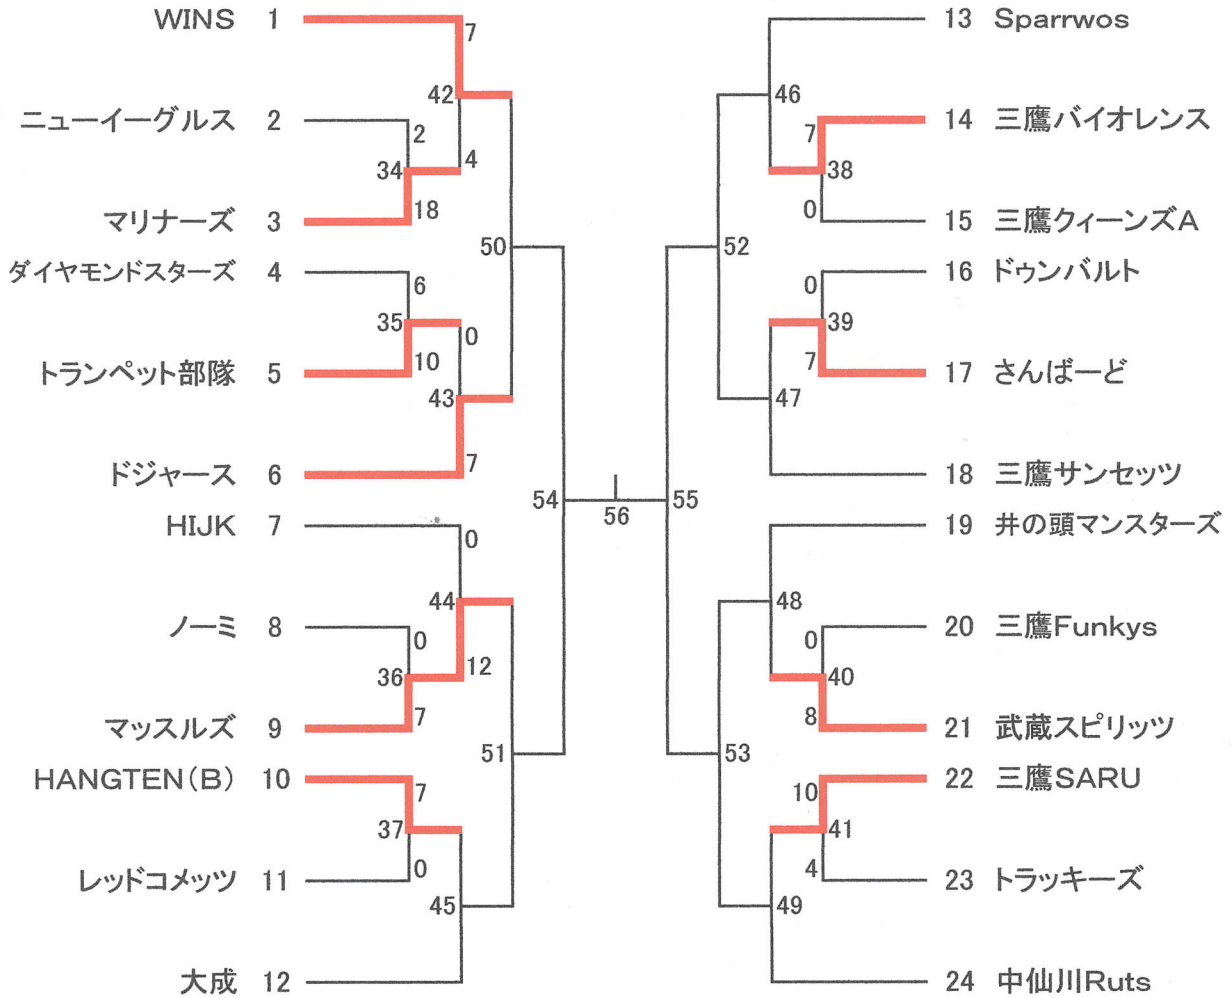 WINS 1
7
42
ニューイーグルス 2
2
34
4
マリナーズ 3
18
50
ダイヤモンドスターズ 4
6
35
0
トランペット部隊 5
10
43
ドジャース 6
7
54
HIJK 7
0
44
ノーミ 8
0
36
12
マッスルズ 9
7
51
HANGTEN(B) 10
7
37
レッドコメッツ 11
0
45
大成 12
56
13 Sparrwos
46
14 三鷹バイオレンス
7
38
15 三鷹クィーンズA
0
52
16 ドゥンバルト
0
39
17 さんばーど
7
47
18 三鷹サンセッツ
55
19 井の頭マンスターズ
48
20 三鷹Funkys
0
40
21 武蔵スピリッツ
8
53
22 三鷹SARU
10
41
23 トラッキーズ
4
49
24 中仙川Ruts